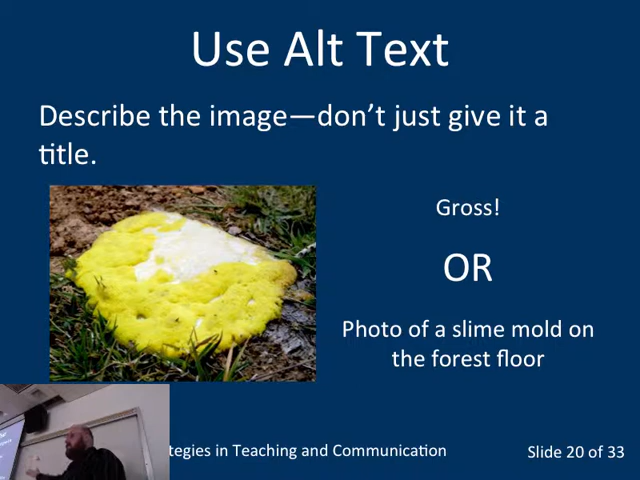 Use Alt Text
Describe the image—don't just give it a
title.
Gross!
OR
Photo of a slime mold on
the forest floor
in Teaching and Communication
Slide 20 of 33